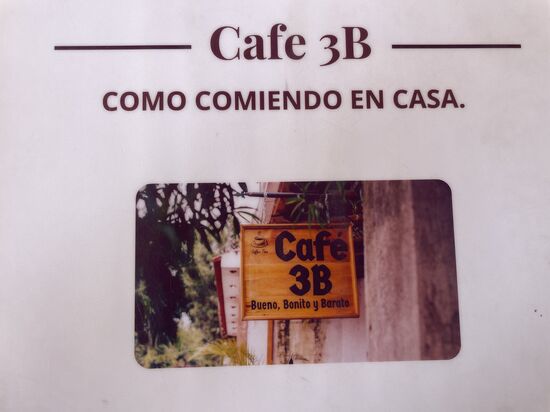 Cafe 3B
COMO COMIENDO EN CASA.
Café
3B
Bueno, Bonito y Barato